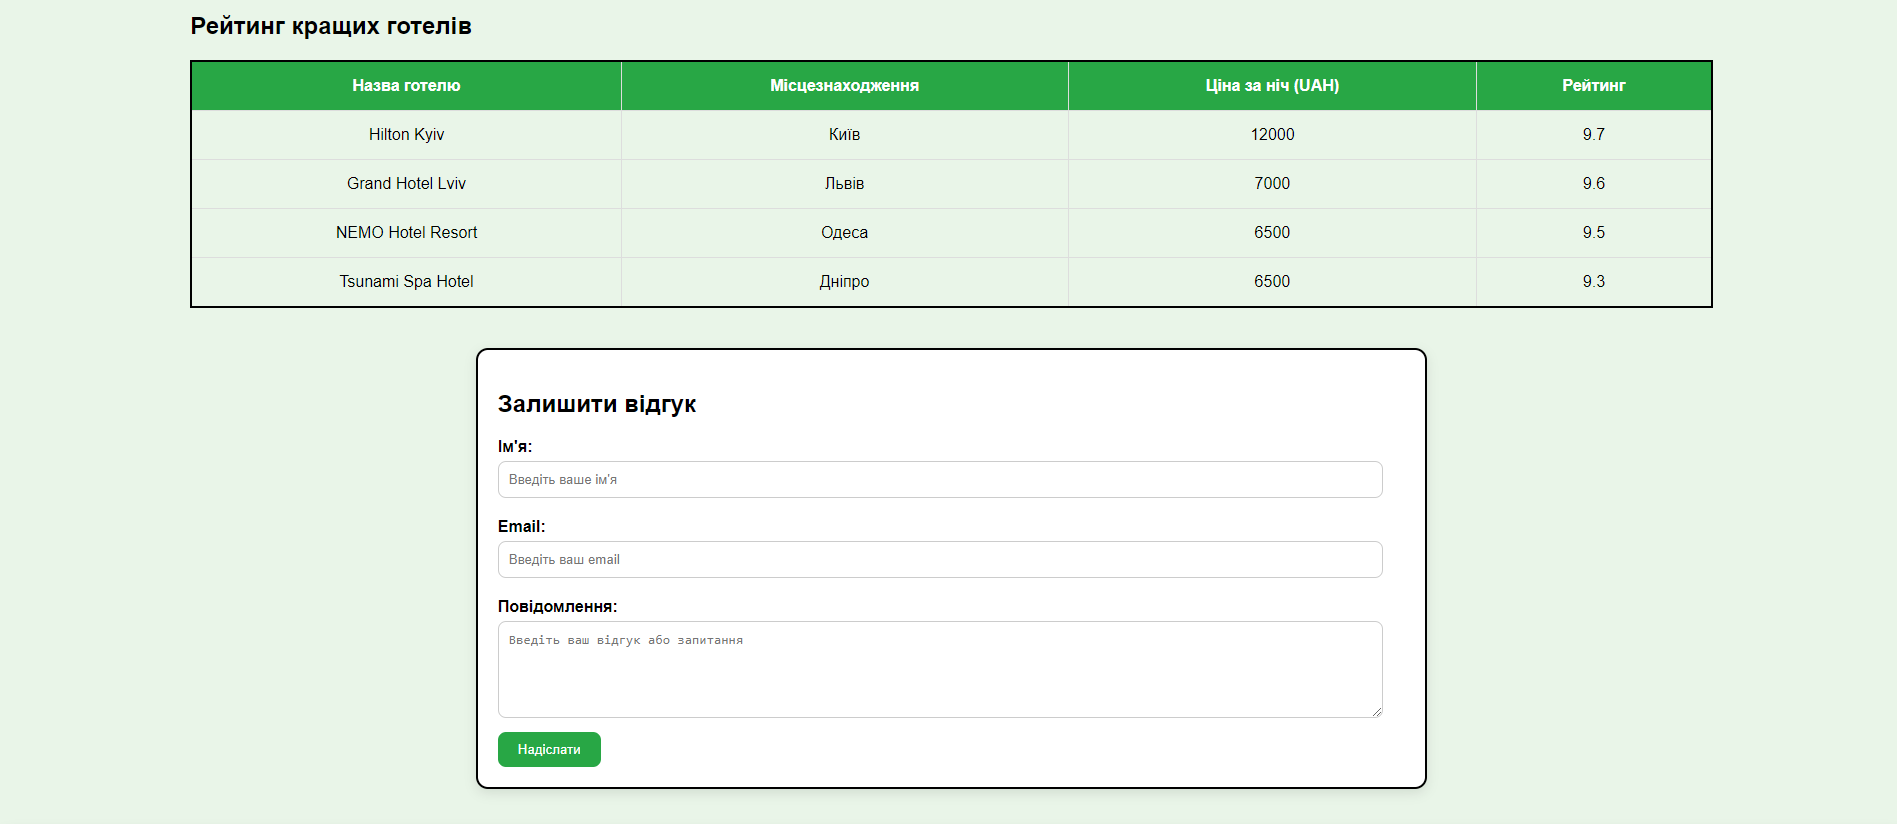 Рейтинг кращих готелів
Назва готелю Місцезнаходження Ціна за ніч (UAH) Рейтинг
Hilton Kyiv Київ 12000 9.7
Grand Hotel Lviv Львів 7000 9.6
NEMO Hotel Resort Одеса 6500 9.5
Tsunami Spa Hotel Дніпро 6500 9.3
Залишити відгук
Ім'я:
Введіть ваше ім'я
Email:
Введіть ваш email
Повідомлення:
Введіть ваш відгук або запитання
Надіслати